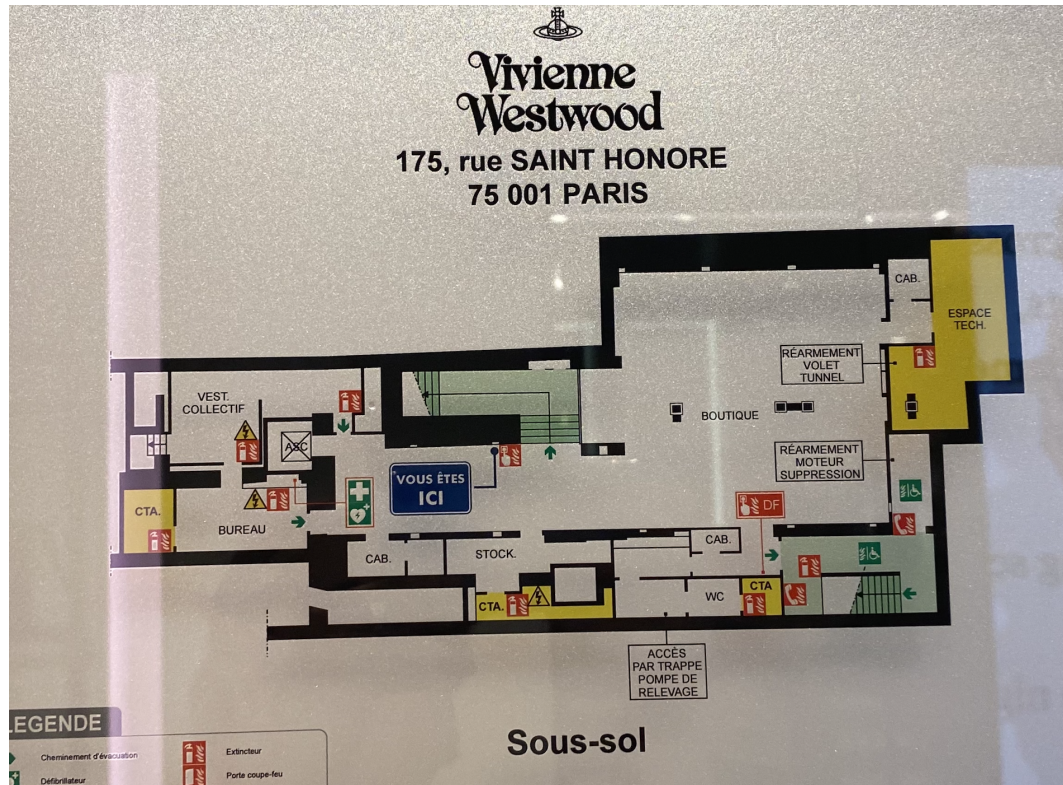 Vivienne
Westwood
175, rue SAINT HONORE
75 001 PARIS
CAB.
ESPACE
TECH.
RÉARMEMENT
VOLET
TUNNEL
VEST.
COLLECTIF
BOUTIQUE
ASC
RÉARMEMENT
MOTEUR
SUPPRESSION
VOUS ÊTES
ICI
CTA.
DF
BUREAU
CAB.
STOCK.
CAB.
CTA.
WC
CTA
ACCÈS
PAR TRAPPE
POMPE DE
RELEVAGE
Sous-sol
LEGENDE
Cheminement d'évacuation
Extincteur
Défibrillateur
Porte coupe-feu